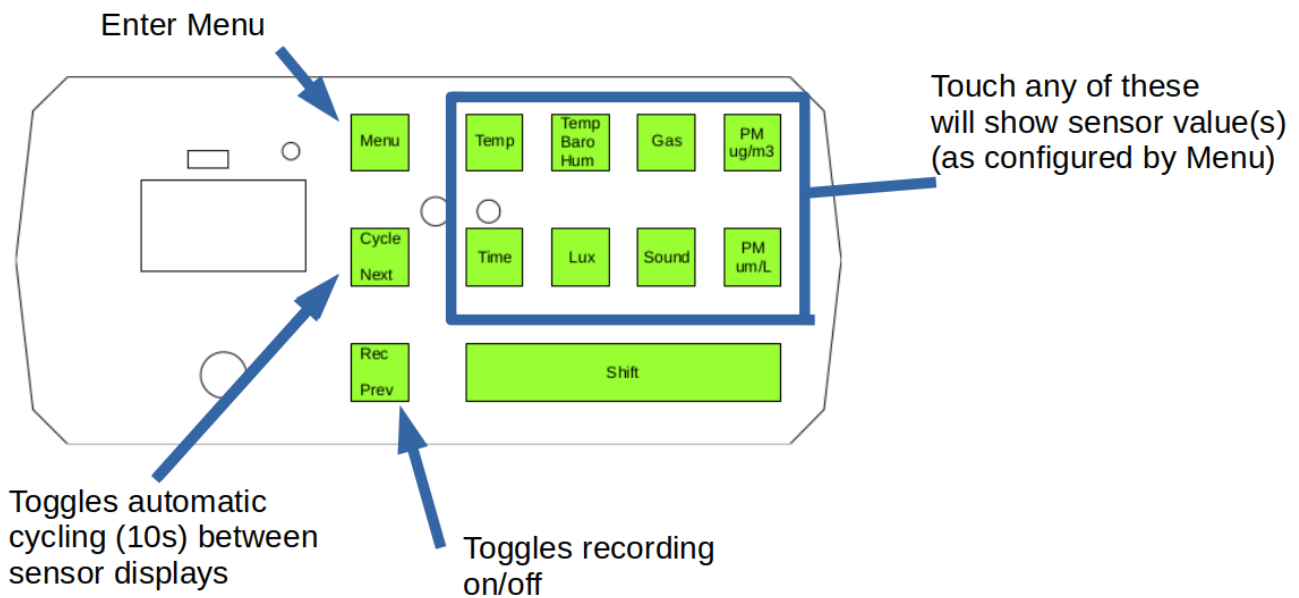 Enter Menu
Touch any of these
will show sensor value(s)
(as configured by Menu)
Menu
Temp
Temp
Baro
Hum
Gas
PM
ug/m3
Cycle
Next
Time
Lux
Sound
PM
um/L
Rec
Prev
Shift
Toggles automatic
cycling (10s) between
sensor displays
Toggles recording
on/off